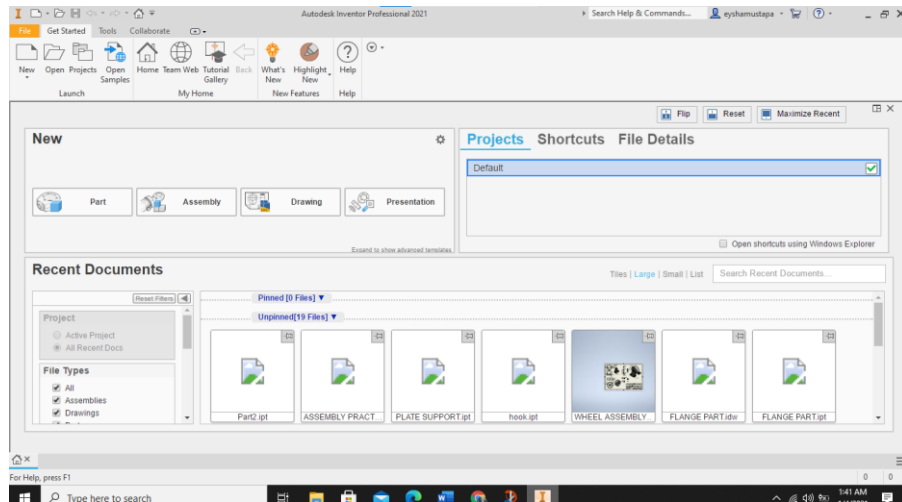 Autodesk Inventor Professional 2021
Search Help & Commands...
eyshamustapa
File
Get Started
Tools
Collaborate
New
Open
Projects
Open Samples
Home
Team Web
Tutorial Gallery
Back
What's New
Highlight New
Help
Launch
My Home
New Features
Help
Flip
Reset
Maximize Recent
New
Part
Assembly
Drawing
Presentation
Expand to show advanced templates
Projects
Shortcuts
File Details
Default
Open shortcuts using Windows Explorer
Recent Documents
Tiles | Large | Small | List
Search Recent Documents...
Reset Filters
Project
Active Project
All Recent Docs
File Types
All
Assemblies
Drawings
Pinned [0 Files]
Unpinned[19 Files]
Part2.ipt
ASSEMBLY PRACT
PLATE SUPPORT.ipt
hook.ipt
WHEEL ASSEMBLY
FLANGE PART.idw
FLANGE PART.ipt
For Help, press F1
0 0
Type here to search
1:41 AM